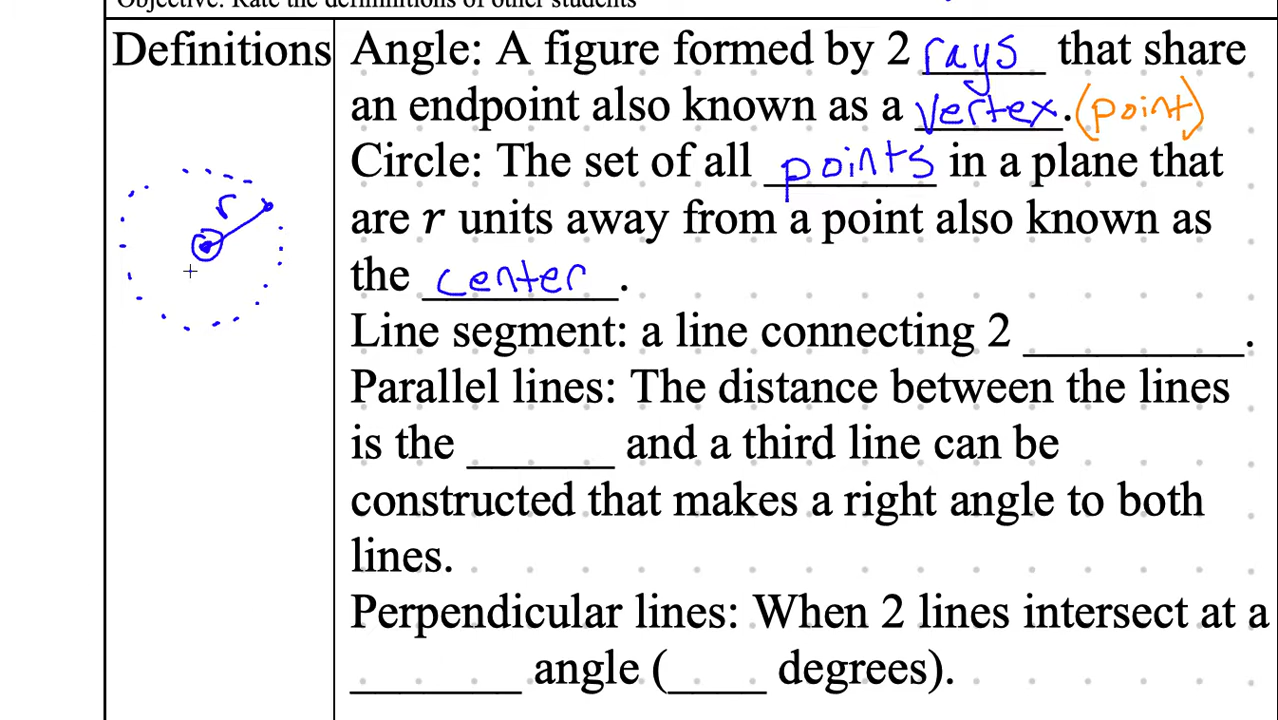 Objective: Rate the definitions of other students
Definitions
Angle: A figure formed by 2 rays that share
an endpoint also known as a vertex. (point)
Circle: The set of all points in a plane that
are r units away from a point also known as
the center.
r
Line segment: a line connecting 2 __________.
Parallel lines: The distance between the lines
is the ______ and a third line can be
constructed that makes a right angle to both
lines.
Perpendicular lines: When 2 lines intersect at a
_______ angle (____ degrees).